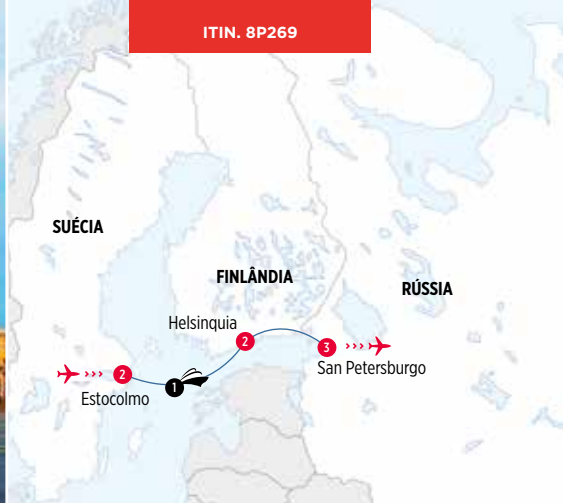 ITIN. 8P269
SUÉCIA
FINLÂNDIA
RÚSSIA
Helsinquia
2
3
San Petersburgo
2
1
Estocolmo